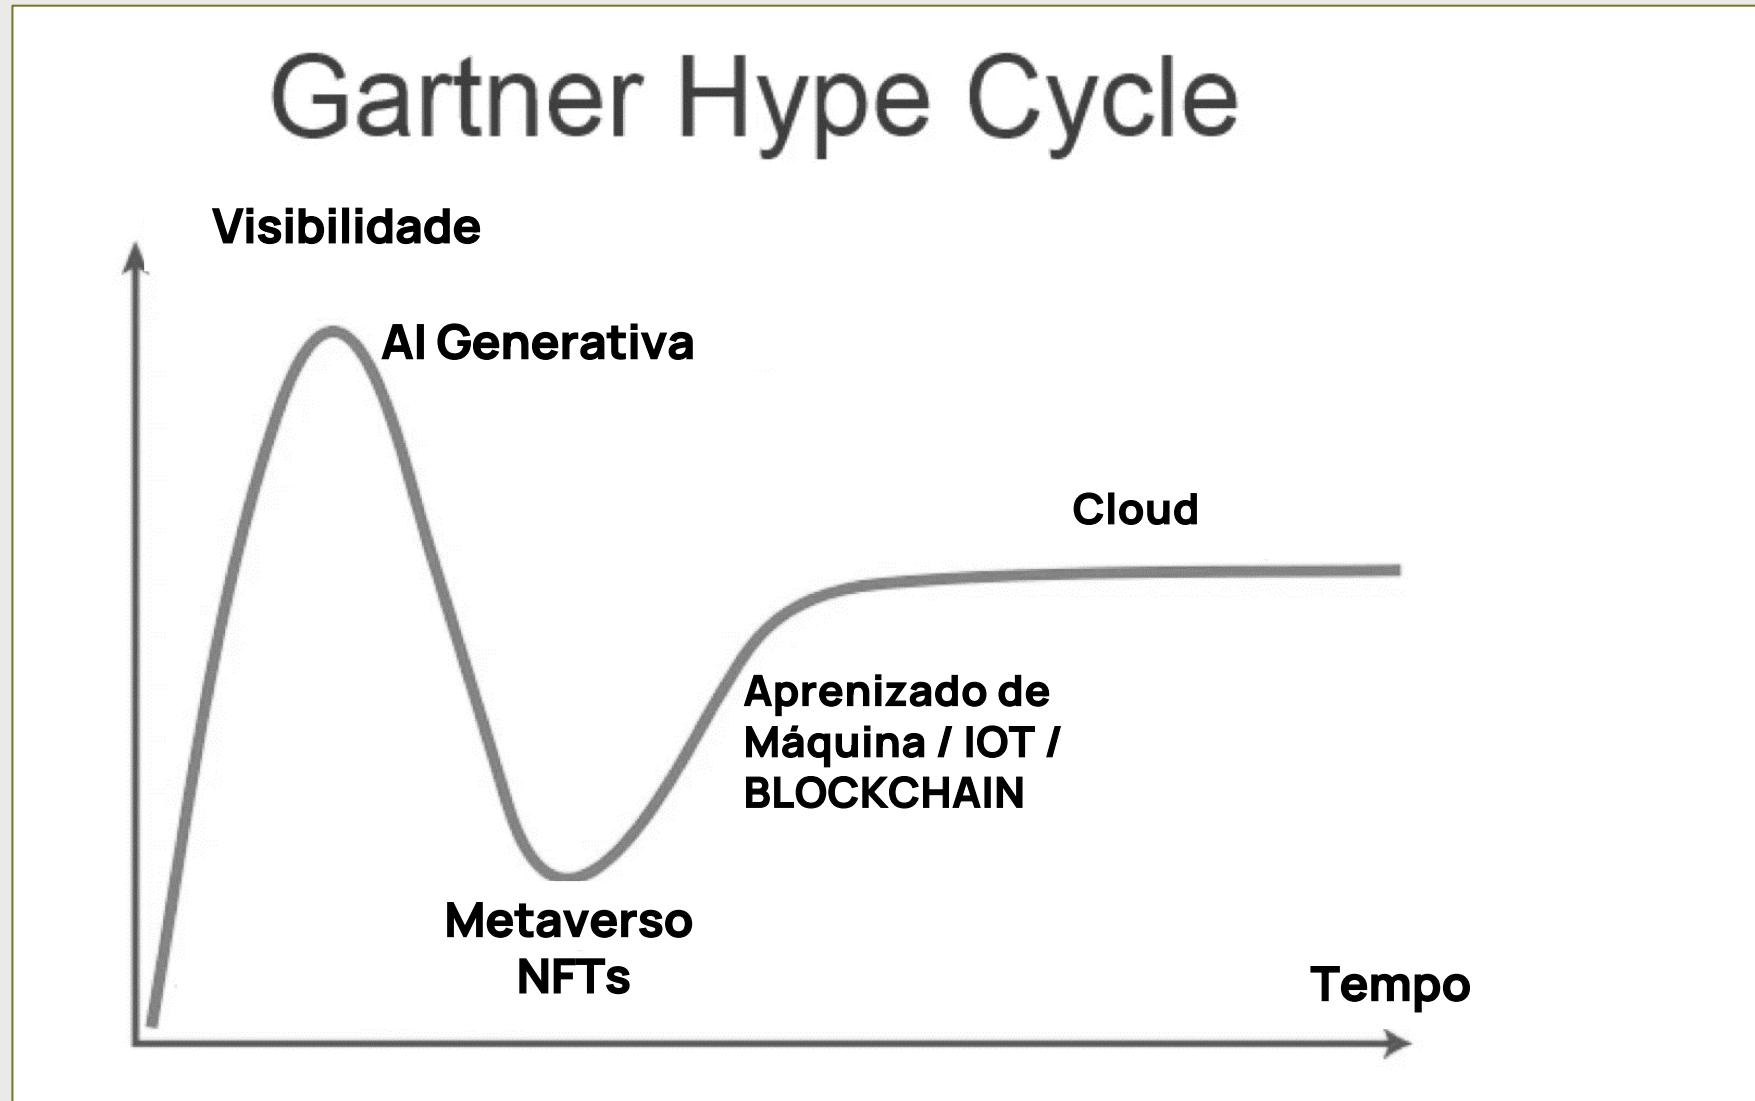 Gartner Hype Cycle
Visibilidade
AI Generativa
Cloud
Aprenizado de
Máquina / IOT /
BLOCKCHAIN
Metaverso
NFTs
Tempo